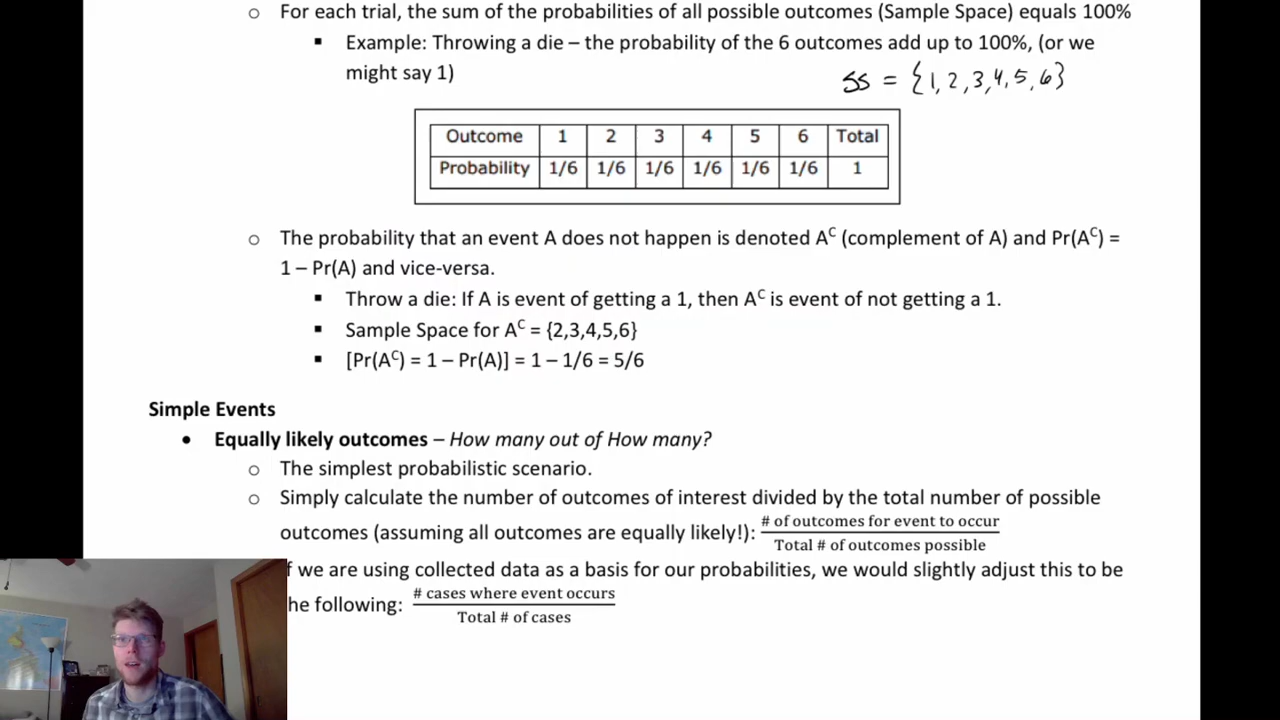 ○ For each trial, the sum of the probabilities of all possible outcomes (Sample Space) equals 100%
▪ Example: Throwing a die – the probability of the 6 outcomes add up to 100%, (or we
might say 1)
SS = {1,2,3,4,5,6}
Outcome 1 2 3 4 5 6 Total
Probability 1/6 1/6 1/6 1/6 1/6 1/6 1
○ The probability that an event A does not happen is denoted Aᶜ (complement of A) and Pr(Aᶜ) =
1 – Pr(A) and vice-versa.
▪ Throw a die: If A is event of getting a 1, then Aᶜ is event of not getting a 1.
▪ Sample Space for Aᶜ = {2,3,4,5,6}
▪ [Pr(Aᶜ) = 1 – Pr(A)] = 1 – 1/6 = 5/6
Simple Events
• Equally likely outcomes – How many out of How many?
○ The simplest probabilistic scenario.
○ Simply calculate the number of outcomes of interest divided by the total number of possible
outcomes (assuming all outcomes are equally likely!): # of outcomes for event to occur
Total # of outcomes possible
f we are using collected data as a basis for our probabilities, we would slightly adjust this to be
he following: # cases where event occurs
Total # of cases